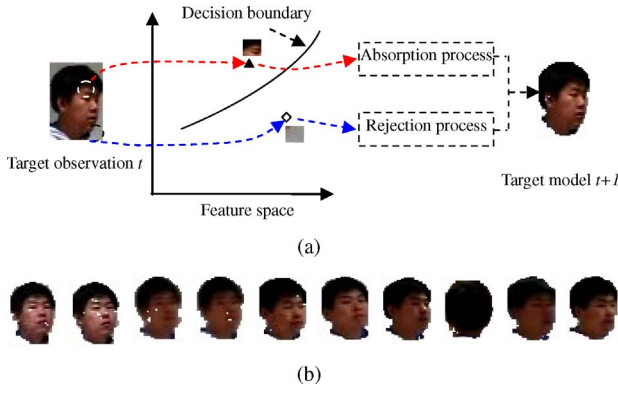 Decision boundary
Absorption process
Rejection process
Target observation t
Target model t+1
Feature space
(a)
(b)